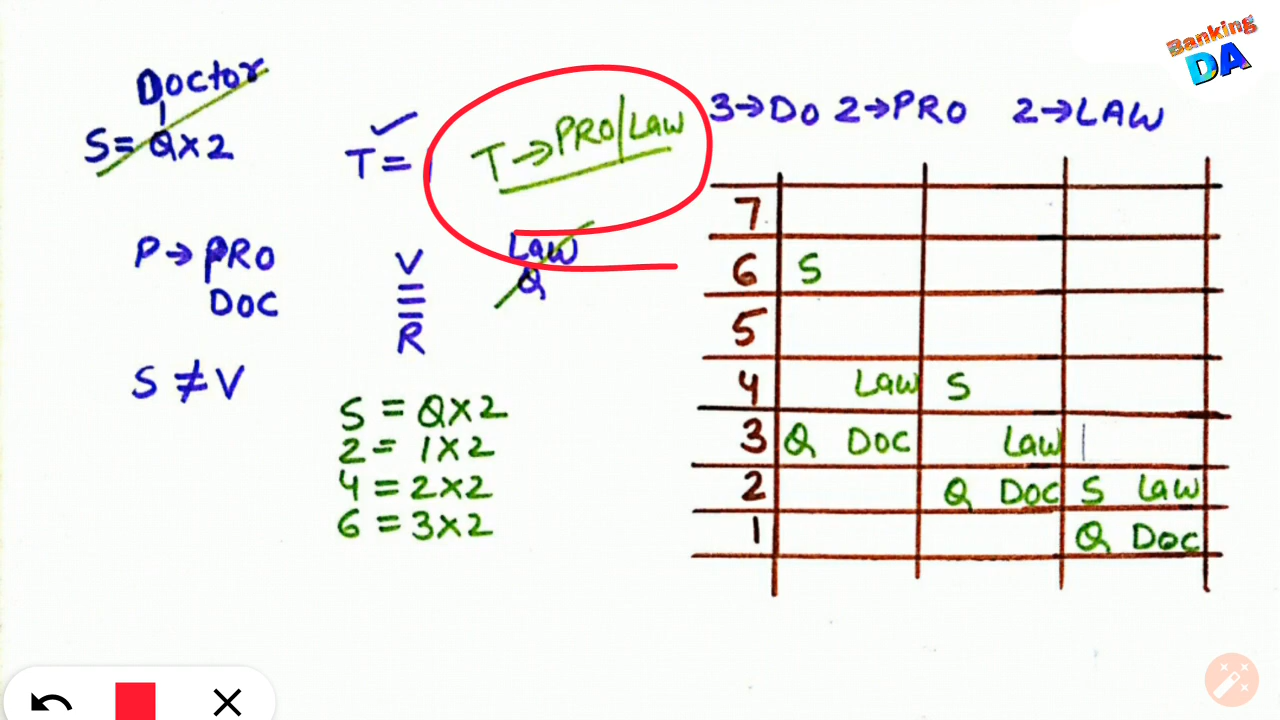 Banking
DA
Doctor
S = Q×2
T =
T → PRO/Law
3→DO 2→PRO 2→LAW
P → PRO
DOC
Law
Q
V
=
R
S ≠ V
S = Q×2
2 = 1×2
4 = 2×2
6 = 3×2
7
6 S
5
4 Law S
3 Q DOC Law
2 Q DOC S Law
1 Q DOC